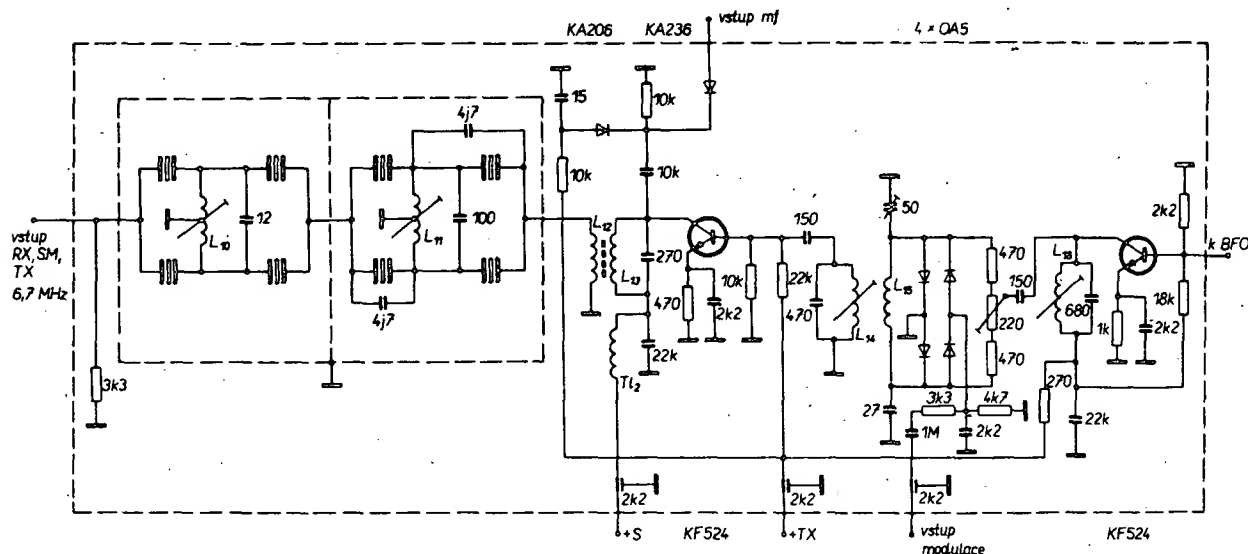 KA206
KA236
vstup mf
4 × OA5
15
10k
4j7
10k
10k
12
100
L10
L11
L12
L13
270
150
50
470
2k2
150
L18
k BFO
vstup
RX, SM,
TX
6,7 MHz
4j7
470
2k2
10k
22k
470
L14
L15
220
680
18k
1k
2k2
470
22k
Tl2
3k3
27
3k3
4k7
1M
2k2
270
22k
2k2
2k2
2k2
+S
KF524
+TX
vstup
modulace
KF524